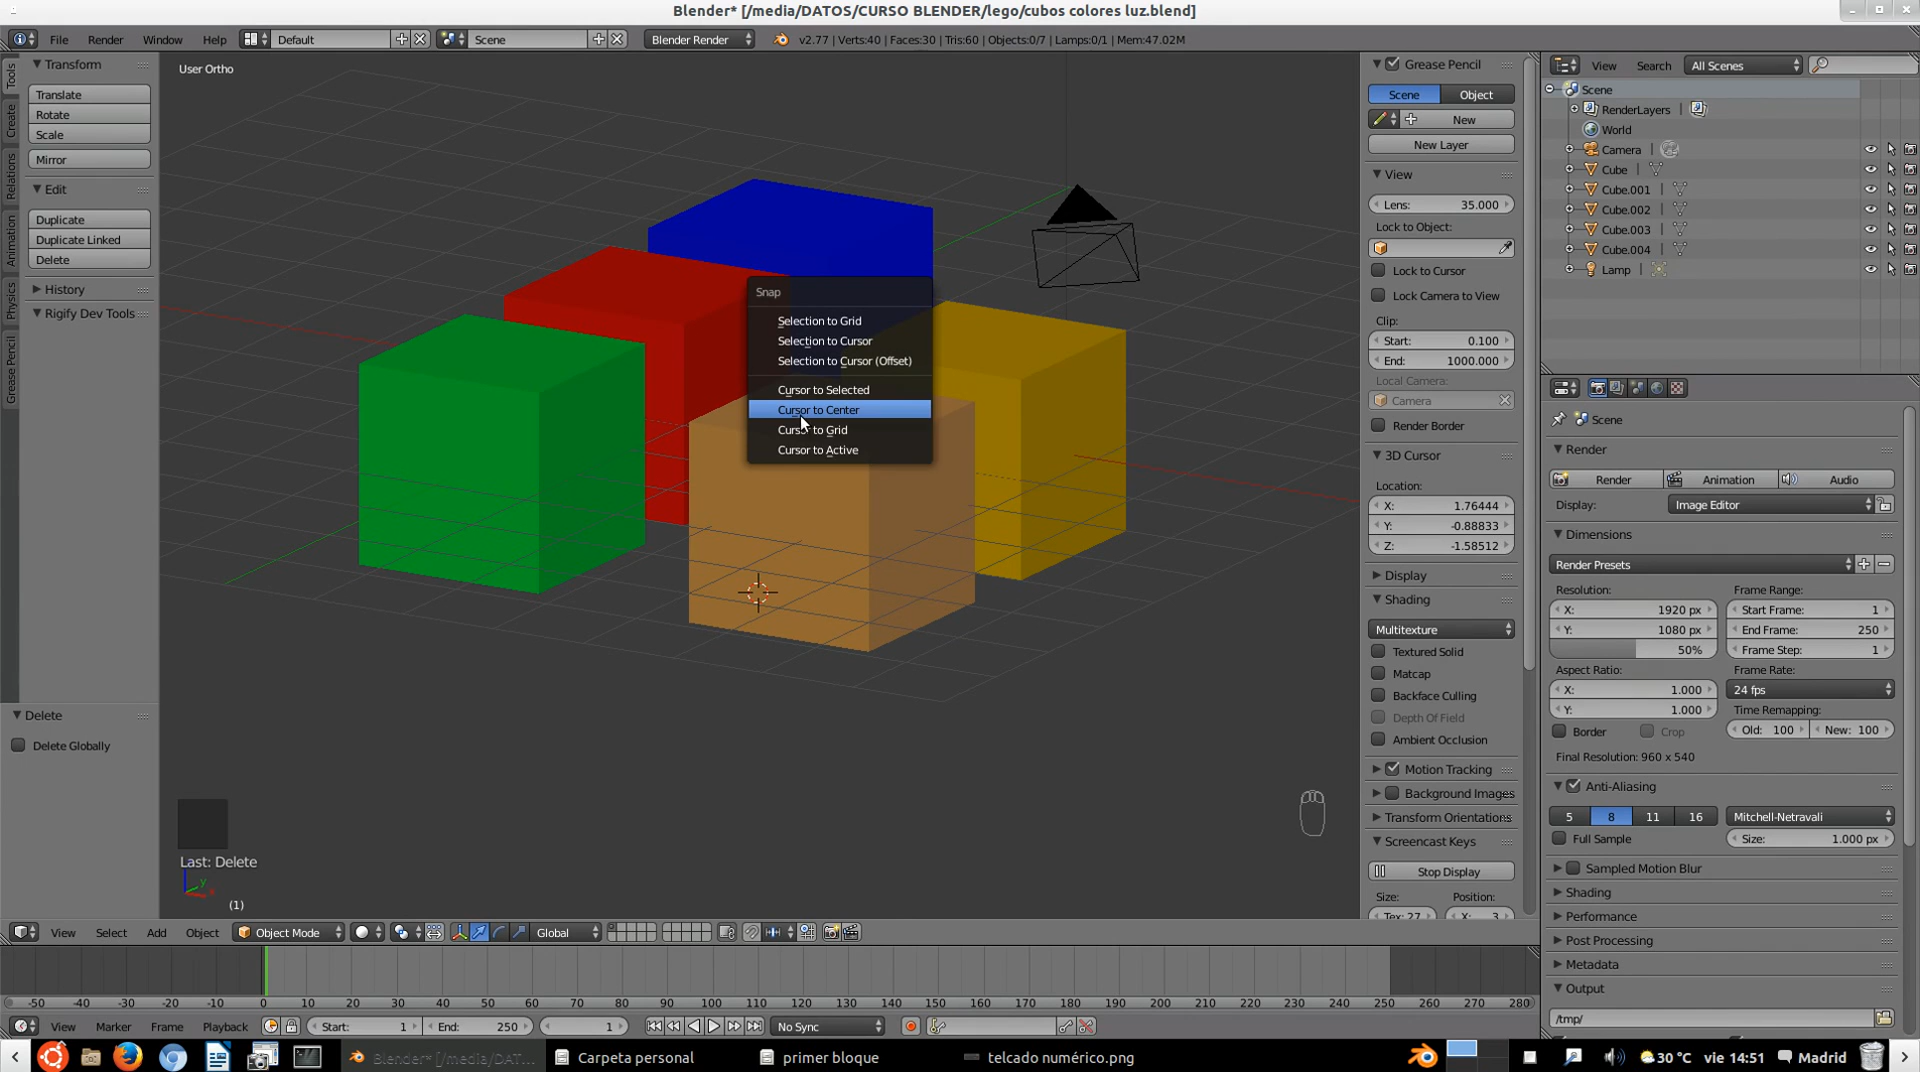 Blender* [/media/DATOS/CURSO BLENDER/lego/cubos colores luz.blend]
File Render Window Help Default Scene Blender Render v2.77 | Verts:40 | Faces:30 | Tris:60 | Objects:0/7 | Lamps:0/1 | Mem:47.02M
Tools
Create
Relations
Animation
Physics
Grease Pencil
Transform
Translate
Rotate
Scale
Mirror
Edit
Duplicate
Duplicate Linked
Delete
History
Rigify Dev Tools
Delete
Delete Globally
User Ortho
Snap
Selection to Grid
Selection to Cursor
Selection to Cursor (Offset)
Cursor to Selected
Cursor to Center
Cursor to Grid
Cursor to Active
Last: Delete
y
x
(1)
Grease Pencil
Scene Object
New
New Layer
View
Lens: 35.000
Lock to Object:
Lock to Cursor
Lock Camera to View
Clip:
Start: 0.100
End: 1000.000
Local Camera:
Camera
Render Border
3D Cursor
Location:
X: 1.76444
Y: -0.88833
Z: -1.58512
Display
Shading
Multitexture
Textured Solid
Matcap
Backface Culling
Depth Of Field
Ambient Occlusion
Motion Tracking
Background Images
Transform Orientations
Screencast Keys
Stop Display
Size: Position:
Tex: 27 X: 3
View Search All Scenes
Scene
RenderLayers
World
Camera
Cube
Cube.001
Cube.002
Cube.003
Cube.004
Lamp
Scene
Render
Render Animation Audio
Display: Image Editor
Dimensions
Render Presets
Resolution: Frame Range:
X: 1920 px Start Frame: 1
Y: 1080 px End Frame: 250
50% Frame Step: 1
Aspect Ratio: Frame Rate:
X: 1.000 24 fps
Y: 1.000 Time Remapping:
Border Crop Old: 100 New: 100
Final Resolution: 960 x 540
Anti-Aliasing
5 8 11 16 Mitchell-Netravali
Full Sample Size: 1.000 px
Sampled Motion Blur
Shading
Performance
Post Processing
Metadata
Output
/tmp/
View Select Add Object Object Mode Global
-50 -40 -30 -20 -10 0 10 20 30 40 50 60 70 80 90 100 110 120 130 140 150 160 170 180 190 200 210 220 230 240 250 260 270 280
View Marker Frame Playback Start: 1 End: 250 1 No Sync
Blender* [/media/DAT... Carpeta personal primer bloque telcado numérico.png 30 °C vie 14:51 Madrid